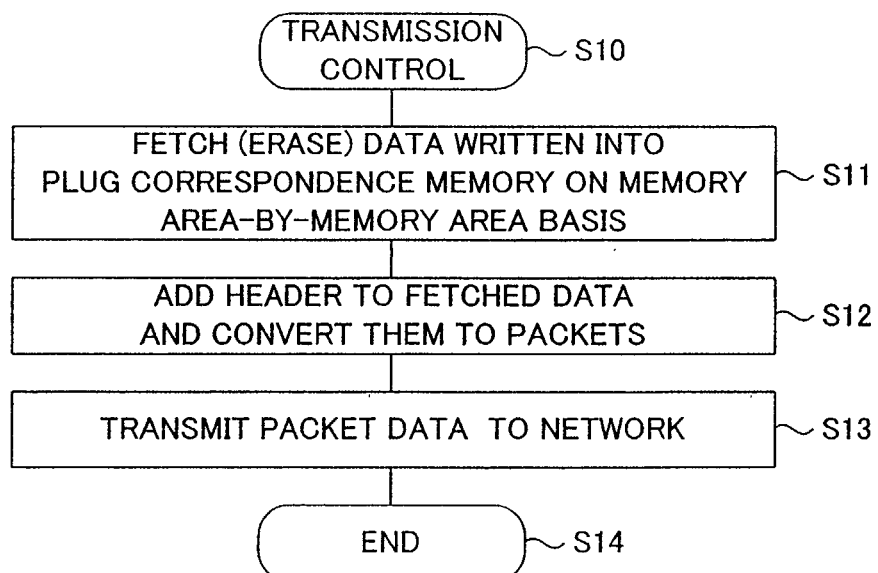 TRANSMISSION
CONTROL
S10
FETCH (ERASE) DATA WRITTEN INTO
PLUG CORRESPONDENCE MEMORY ON MEMORY
AREA-BY-MEMORY AREA BASIS
S11
ADD HEADER TO FETCHED DATA
AND CONVERT THEM TO PACKETS
S12
TRANSMIT PACKET DATA TO NETWORK
S13
END
S14